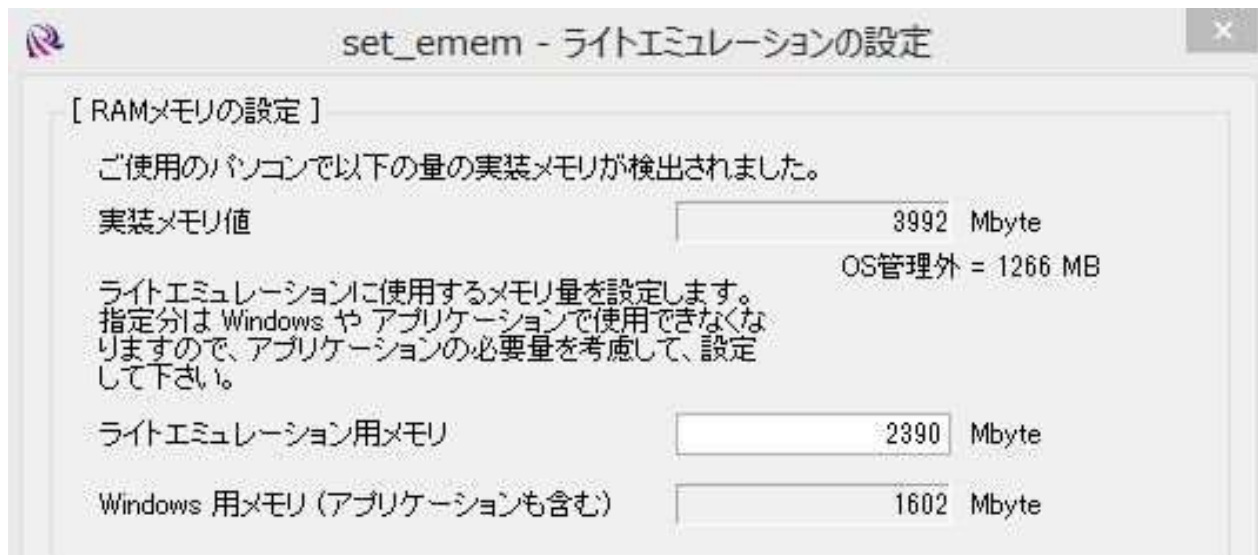 set_emem - ライトエミュレーションの設定
[ RAMメモリの設定 ]
ご使用のパソコンで以下の量の実装メモリが検出されました。
実装メモリ値 3992 Mbyte
OS管理外 = 1266 MB
ライトエミュレーションに使用するメモリ量を設定します。
指定分は Windows や アプリケーションで使用できなくな
りますので、アプリケーションの必要量を考慮して、設定
して下さい。
ライトエミュレーション用メモリ 2390 Mbyte
Windows 用メモリ (アプリケーションも含む) 1602 Mbyte